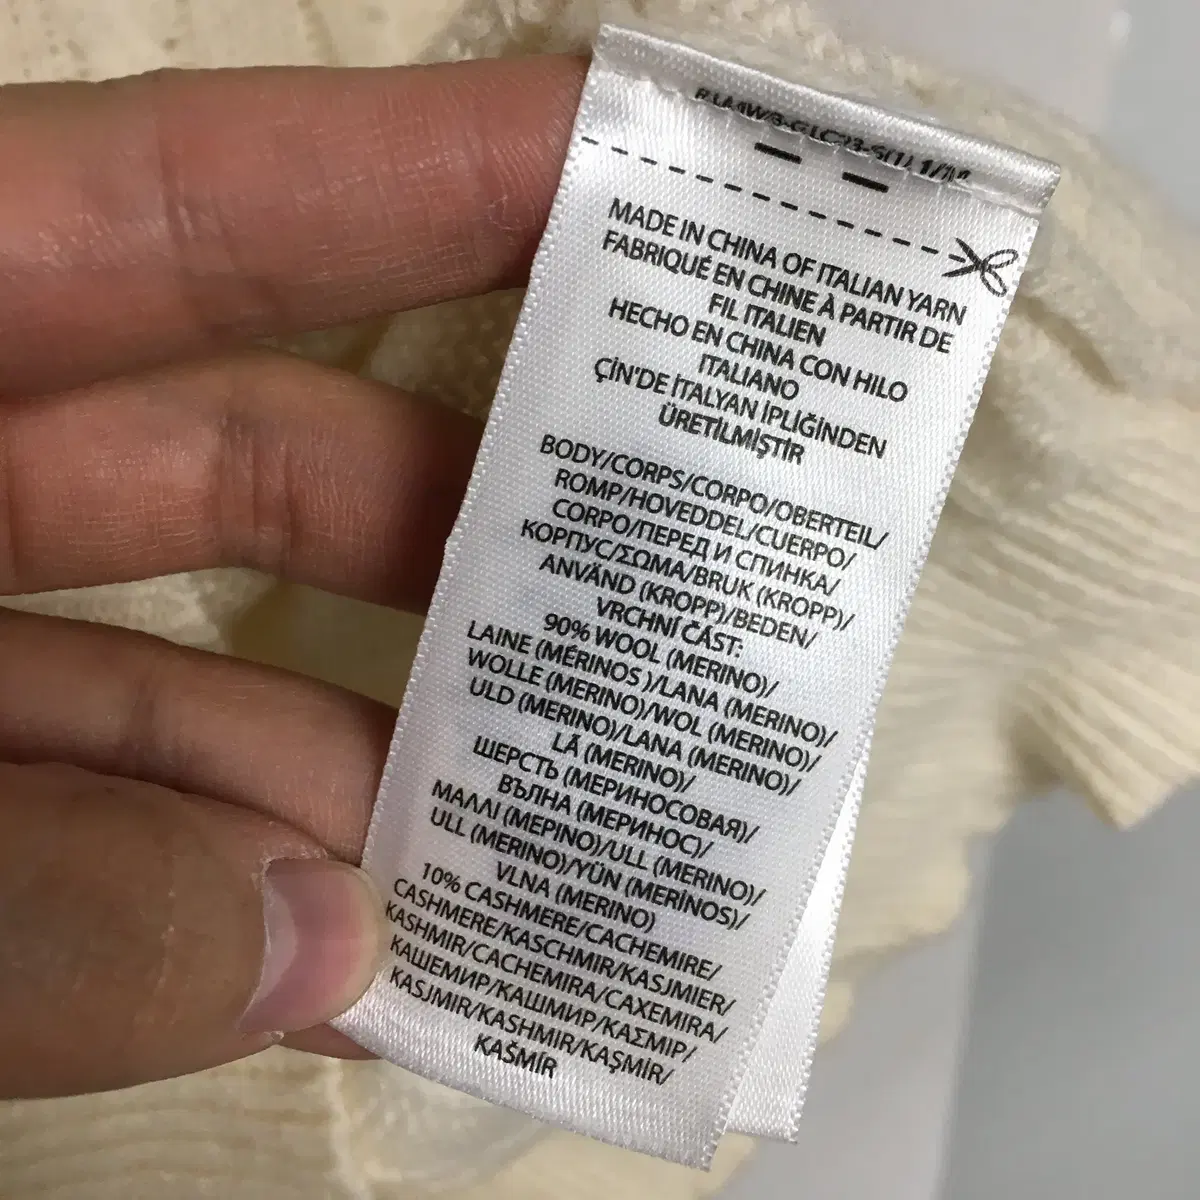 MADE IN CHINA OF ITALIAN YARN
FABRIQUÉ EN CHINE À PARTIR DE
FIL ITALIEN
HECHO EN CHINA CON HILO
ITALIANO
ÇİN'DE İTALYAN İPLİĞİNDEN
ÜRETİLMİŞTİR
BODY/CORPS/CORPO/OBERTEIL/
ROMP/HOVEDDEL/CUERPO/
CORPO/ПЕРЕД И СПИНКА/
КОРПУС/ΣΩΜΑ/BRUK (KROPP)/
ANVÄND (KROPP)/BEDEN/
VRCHNÍ ČÁST:
90% WOOL (MERINO)/
LAINE (MÉRINOS )/LANA (MERINO)/
WOLLE (MERINO)/WOL (MERINO)/
ULD (MERINO)/LANA (MERINO)/
LÃ (MERINO)/
ШЕРСТЬ (МЕРИНОСОВАЯ)/
ВЪЛНА (МЕРИНОС)/
ΜΑΛΛΙ (ΜΕΡΙΝΟ)/ULL (MERINO)/
ULL (MERINO)/YÜN (MERİNOS)/
VLNA (MERINO)
10% CASHMERE/CACHEMIRE/
CASHMERE/KASCHMIR/KASJMIER/
KASHMIR/CACHEMIRA/CAXEMIRA/
КАШЕМИР/КАШМИР/ΚΑΣΜΙΡ/
KASJMIR/KASHMIR/KAŞMİR/
KAŠMÍR